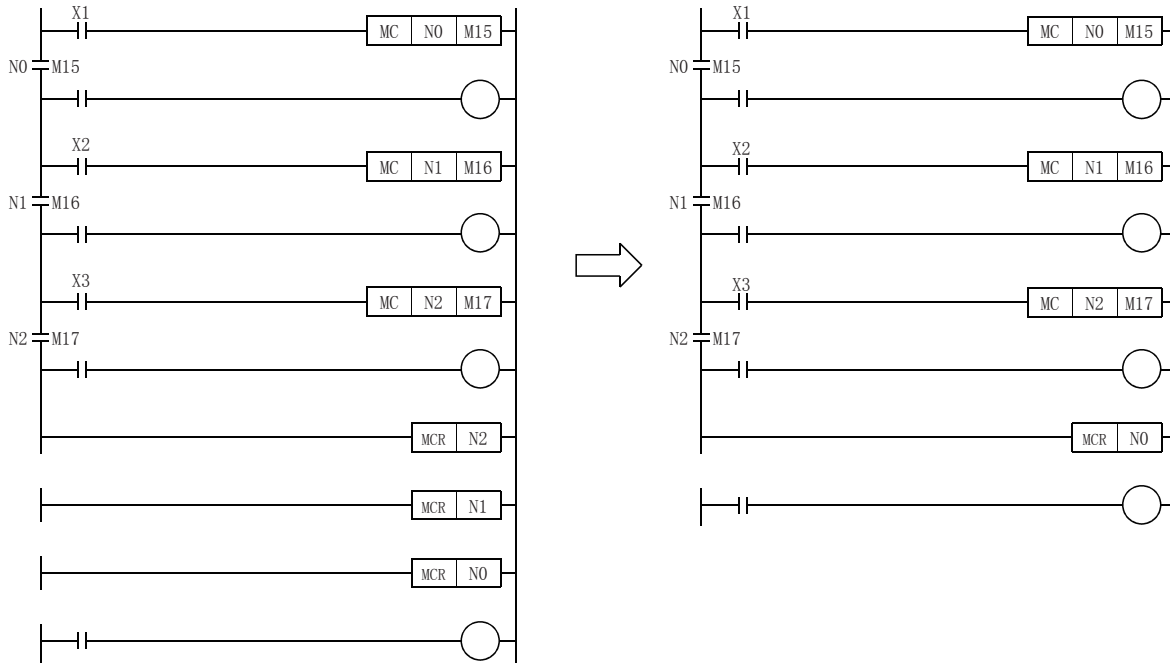 X1
MC N0 M15
N0 M15
X2
MC N1 M16
N1 M16
X3
MC N2 M17
N2 M17
MCR N2
MCR N1
MCR N0
X1
MC N0 M15
N0 M15
X2
MC N1 M16
N1 M16
X3
MC N2 M17
N2 M17
MCR N0